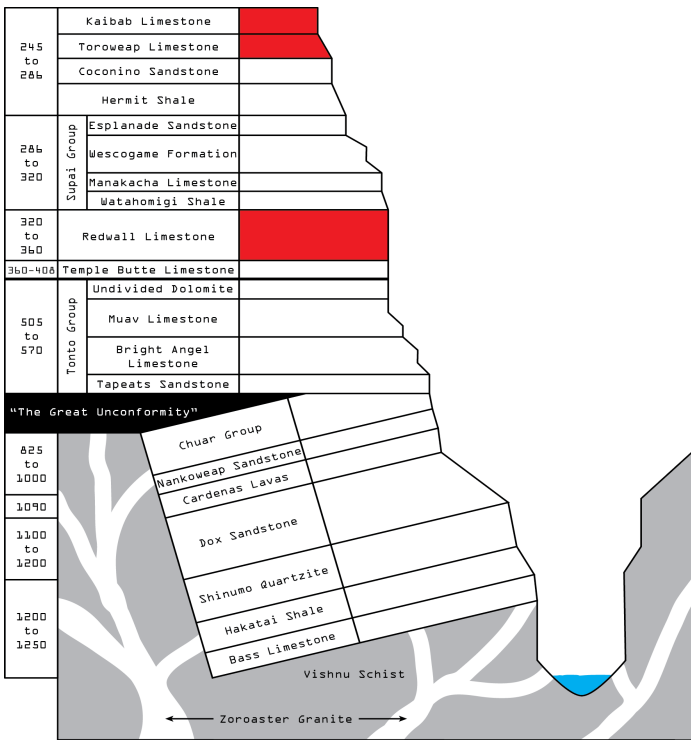 245
to
286
Kaibab Limestone
Toroweap Limestone
Coconino Sandstone
Hermit Shale
286
to
320
Supai Group
Esplanade Sandstone
Wescogame Formation
Manakacha Limestone
Watahomigi Shale
320
to
360
Redwall Limestone
360-408
Temple Butte Limestone
505
to
570
Tonto Group
Undivided Dolomite
Muav Limestone
Bright Angel
Limestone
Tapeats Sandstone
"The Great Unconformity"
825
to
1000
1090
1100
to
1200
1200
to
1250
Chuar Group
Nankoweap Sandstone
Cardenas Lavas
Dox Sandstone
Shinumo Quartzite
Hakatai Shale
Bass Limestone
Vishnu Schist
Zoroaster Granite